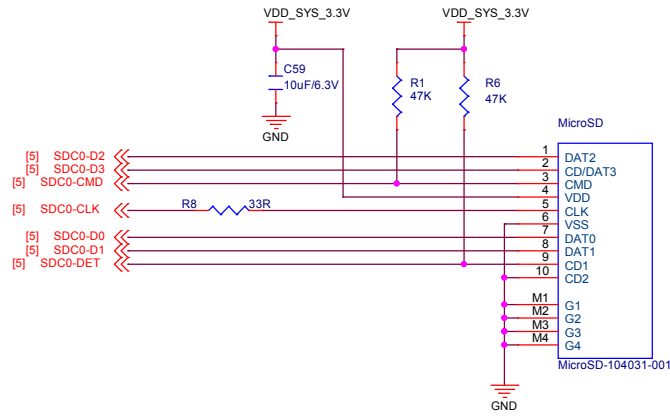 VDD_SYS_3.3V
VDD_SYS_3.3V
C59
10uF/6.3V
GND
R1
47K
R6
47K
MicroSD
[5] SDC0-D2
1 DAT2
[5] SDC0-D3
2 CD/DAT3
[5] SDC0-CMD
3 CMD
4 VDD
[5] SDC0-CLK
R8 33R
5 CLK
6 VSS
[5] SDC0-D0
7 DAT0
[5] SDC0-D1
8 DAT1
[5] SDC0-DET
9 CD1
10 CD2
M1 G1
M2 G2
M3 G3
M4 G4
MicroSD-104031-001
GND